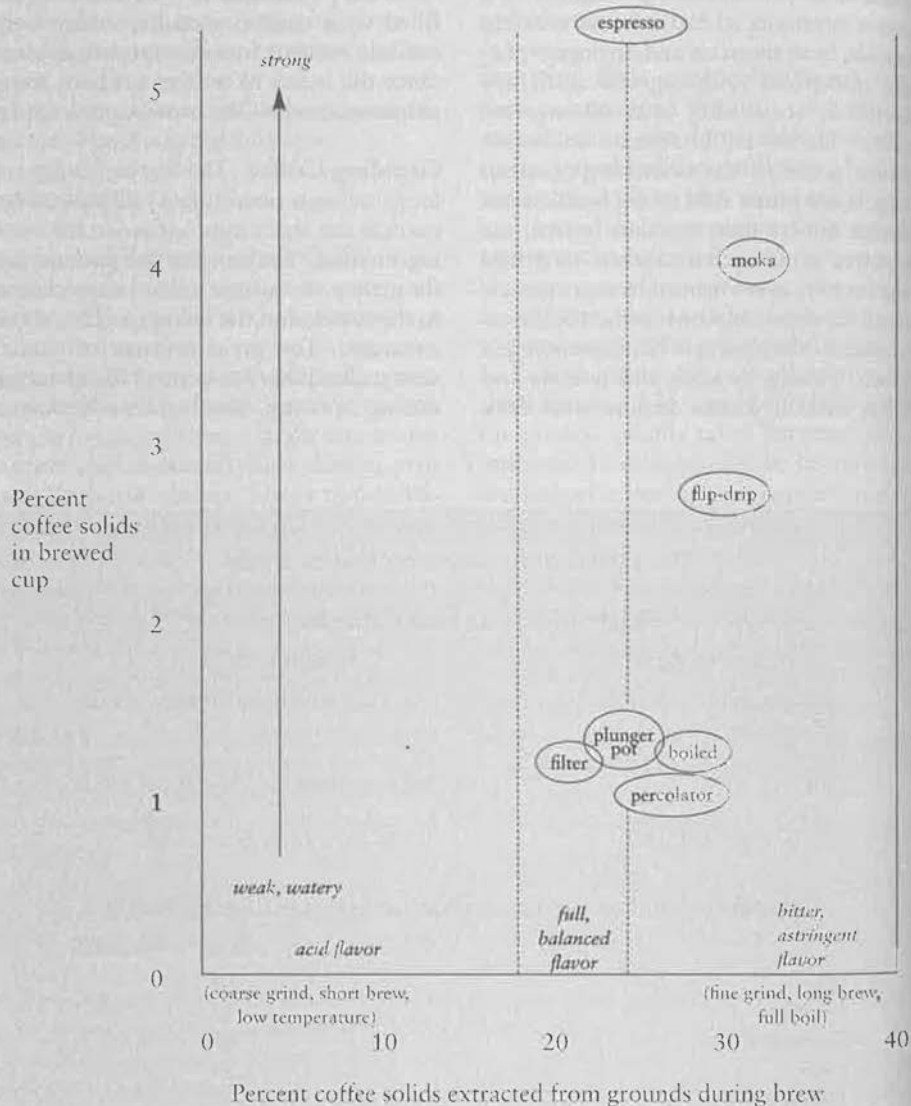 espresso
strong
5
moka
4
3
flip-drip
Percent
coffee solids
in brewed
cup
2
plunger
pot
boiled
filter
percolator
1
weak, watery
full,
balanced
flavor
bitter,
astringent
flavor
acid flavor
0
(coarse grind, short brew,
low temperature)
(fine grind, long brew,
full boil)
0 10 20 30 40
Percent coffee solids extracted from grounds during brew